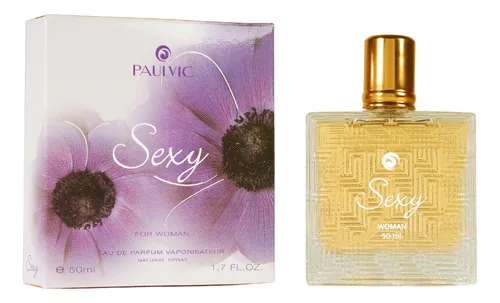 PAULVIC
Sexy
FOR WOMAN
EAU DE PARFUM VAPORISATEUR
NATURAL SPRAY
e 50ml 1,7 FL.OZ.
Sexy
Sexy
WOMAN
50 ml